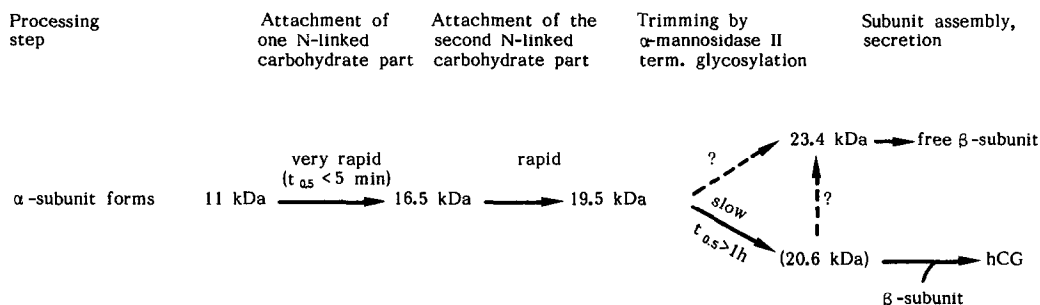 Processing step
Attachment of one N-linked carbohydrate part
Attachment of the second N-linked carbohydrate part
Trimming by α-mannosidase II term. glycosylation
Subunit assembly, secretion
α-subunit forms
11 kDa
very rapid
(t 0.5 < 5 min)
16.5 kDa
rapid
19.5 kDa
?
slow
t 0.5 > 1h
23.4 kDa
free β-subunit
?
(20.6 kDa)
hCG
β-subunit